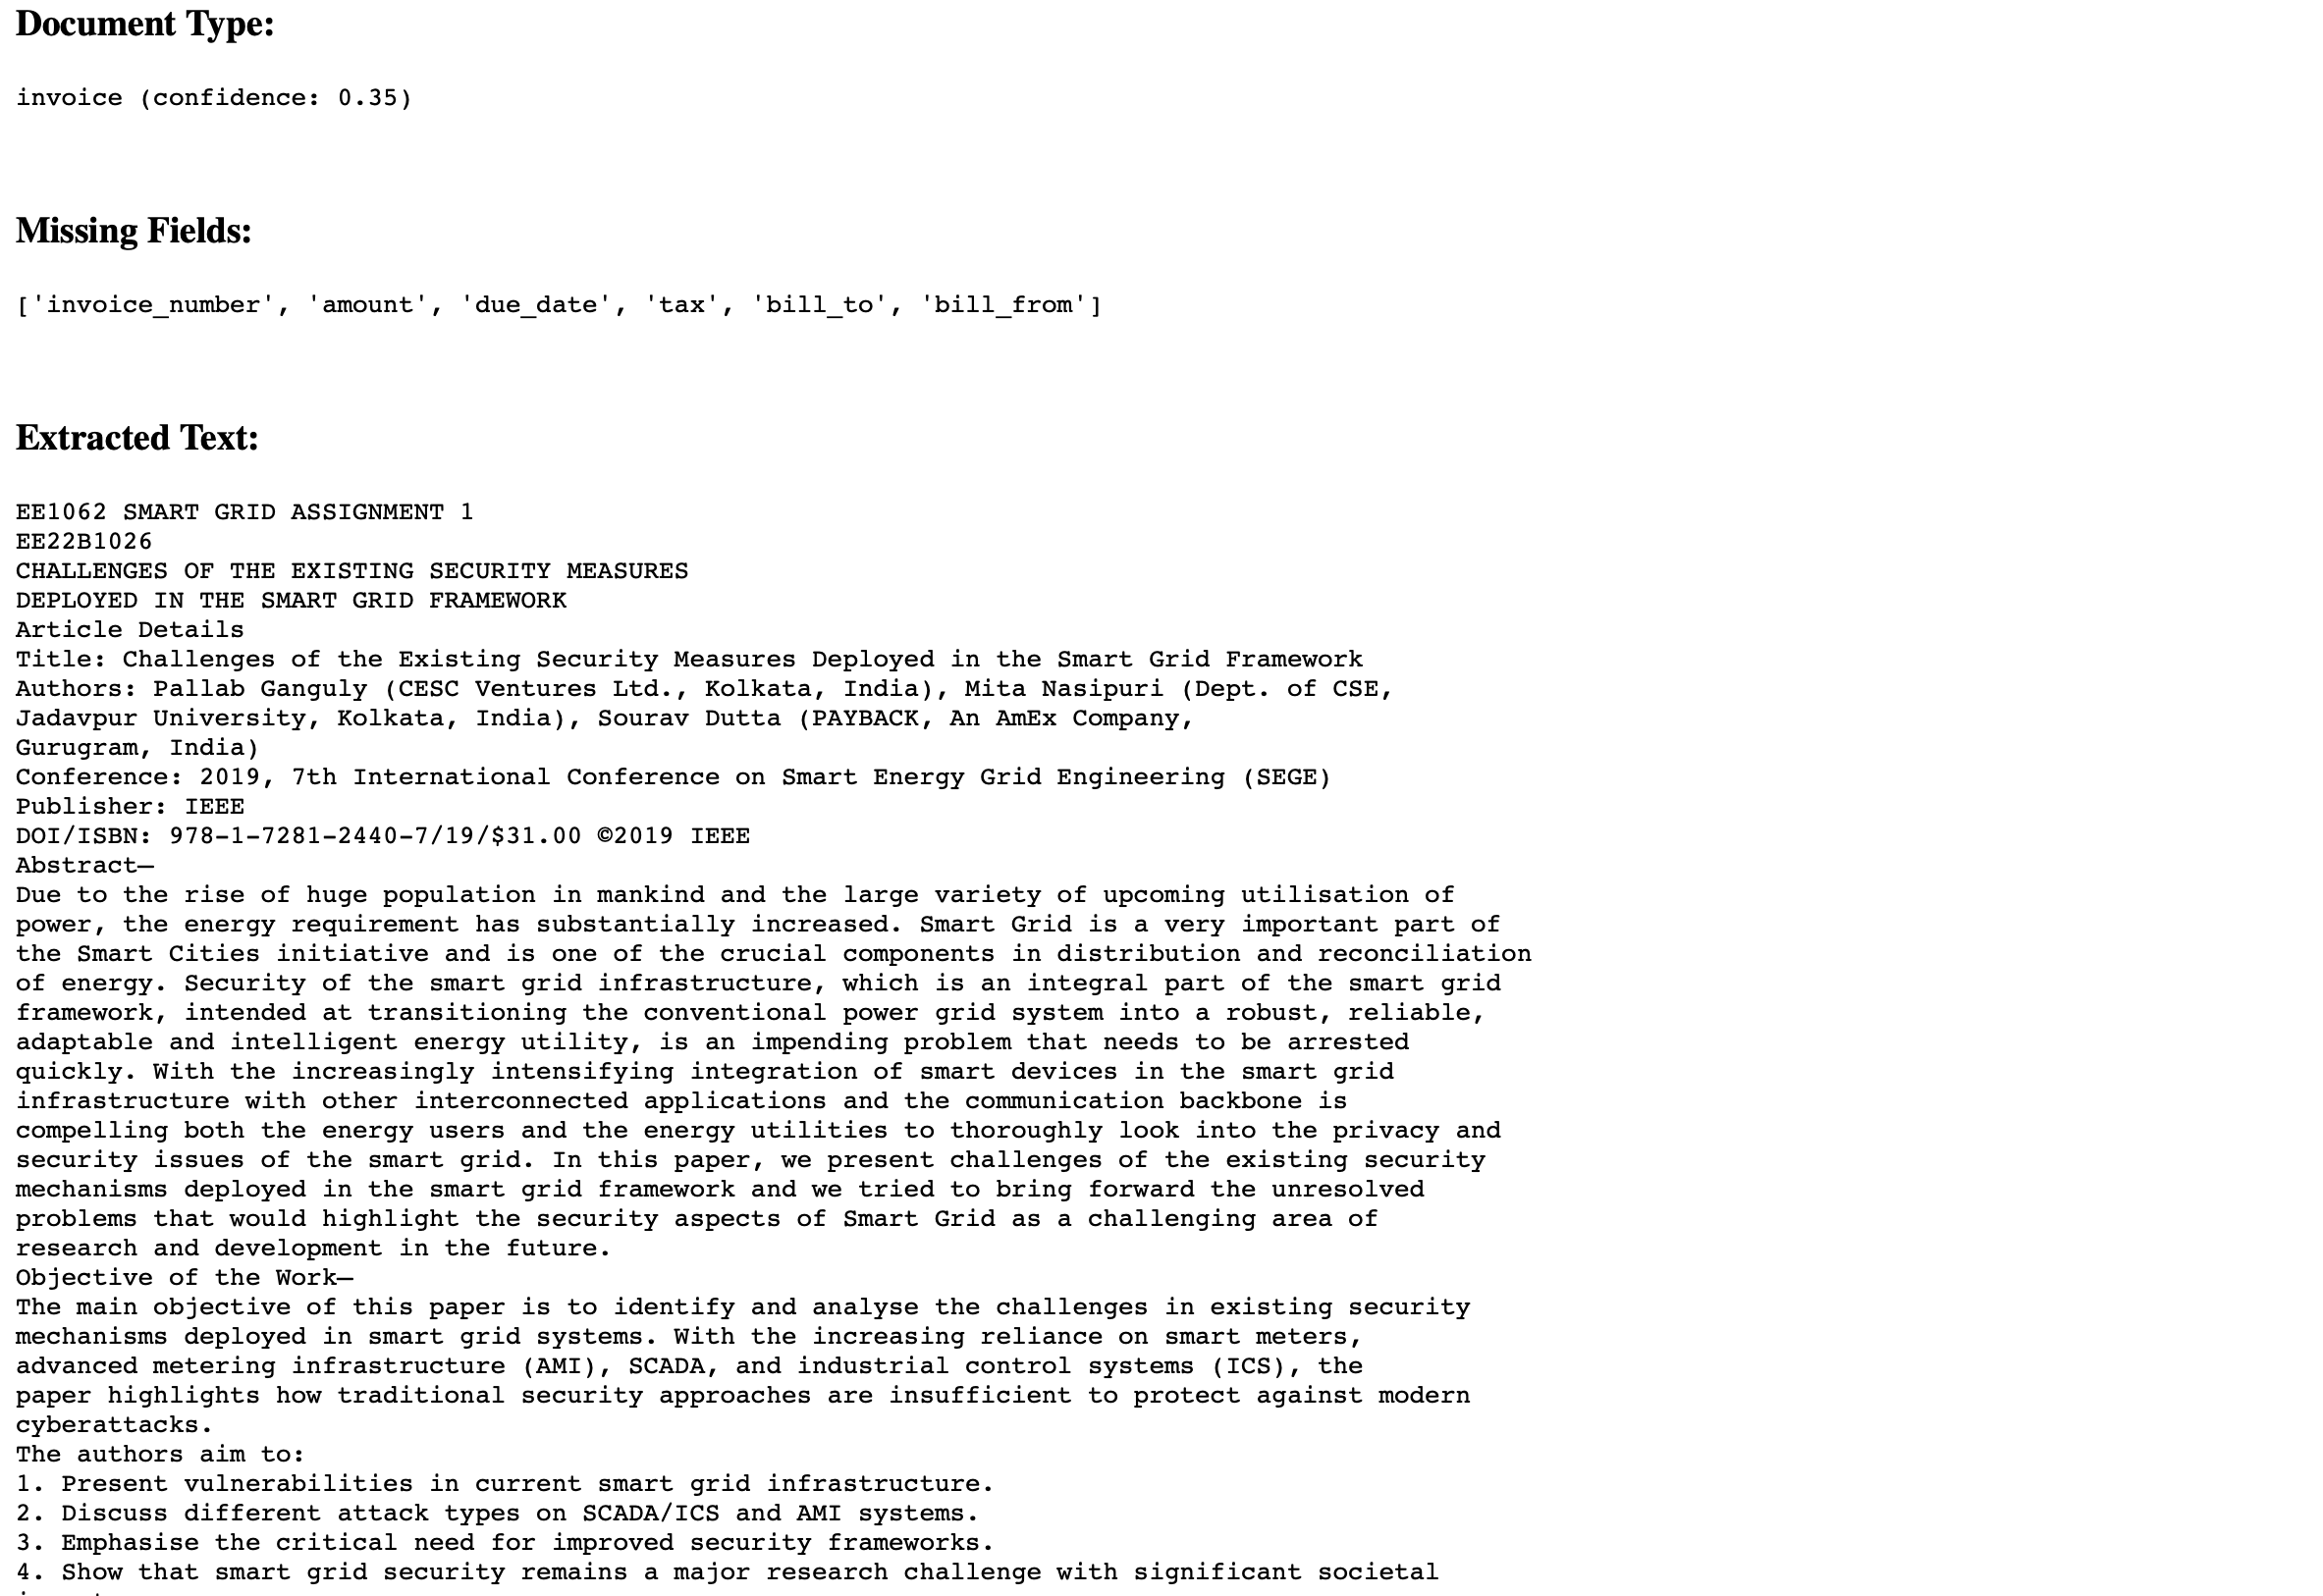 Document Type:
invoice (confidence: 0.35)
Missing Fields:
['invoice_number', 'amount', 'due_date', 'tax', 'bill_to', 'bill_from']
Extracted Text:
EE1062 SMART GRID ASSIGNMENT 1
EE22B1026
CHALLENGES OF THE EXISTING SECURITY MEASURES
DEPLOYED IN THE SMART GRID FRAMEWORK
Article Details
Title: Challenges of the Existing Security Measures Deployed in the Smart Grid Framework
Authors: Pallab Ganguly (CESC Ventures Ltd., Kolkata, India), Mita Nasipuri (Dept. of CSE,
Jadavpur University, Kolkata, India), Sourav Dutta (PAYBACK, An AmEx Company,
Gurugram, India)
Conference: 2019, 7th International Conference on Smart Energy Grid Engineering (SEGE)
Publisher: IEEE
DOI/ISBN: 978-1-7281-2440-7/19/$31.00 ©2019 IEEE
Abstract—
Due to the rise of huge population in mankind and the large variety of upcoming utilisation of
power, the energy requirement has substantially increased. Smart Grid is a very important part of
the Smart Cities initiative and is one of the crucial components in distribution and reconciliation
of energy. Security of the smart grid infrastructure, which is an integral part of the smart grid
framework, intended at transitioning the conventional power grid system into a robust, reliable,
adaptable and intelligent energy utility, is an impending problem that needs to be arrested
quickly. With the increasingly intensifying integration of smart devices in the smart grid
infrastructure with other interconnected applications and the communication backbone is
compelling both the energy users and the energy utilities to thoroughly look into the privacy and
security issues of the smart grid. In this paper, we present challenges of the existing security
mechanisms deployed in the smart grid framework and we tried to bring forward the unresolved
problems that would highlight the security aspects of Smart Grid as a challenging area of
research and development in the future.
Objective of the Work—
The main objective of this paper is to identify and analyse the challenges in existing security
mechanisms deployed in smart grid systems. With the increasing reliance on smart meters,
advanced metering infrastructure (AMI), SCADA, and industrial control systems (ICS), the
paper highlights how traditional security approaches are insufficient to protect against modern
cyberattacks.
The authors aim to:
1. Present vulnerabilities in current smart grid infrastructure.
2. Discuss different attack types on SCADA/ICS and AMI systems.
3. Emphasise the critical need for improved security frameworks.
4. Show that smart grid security remains a major research challenge with significant societal